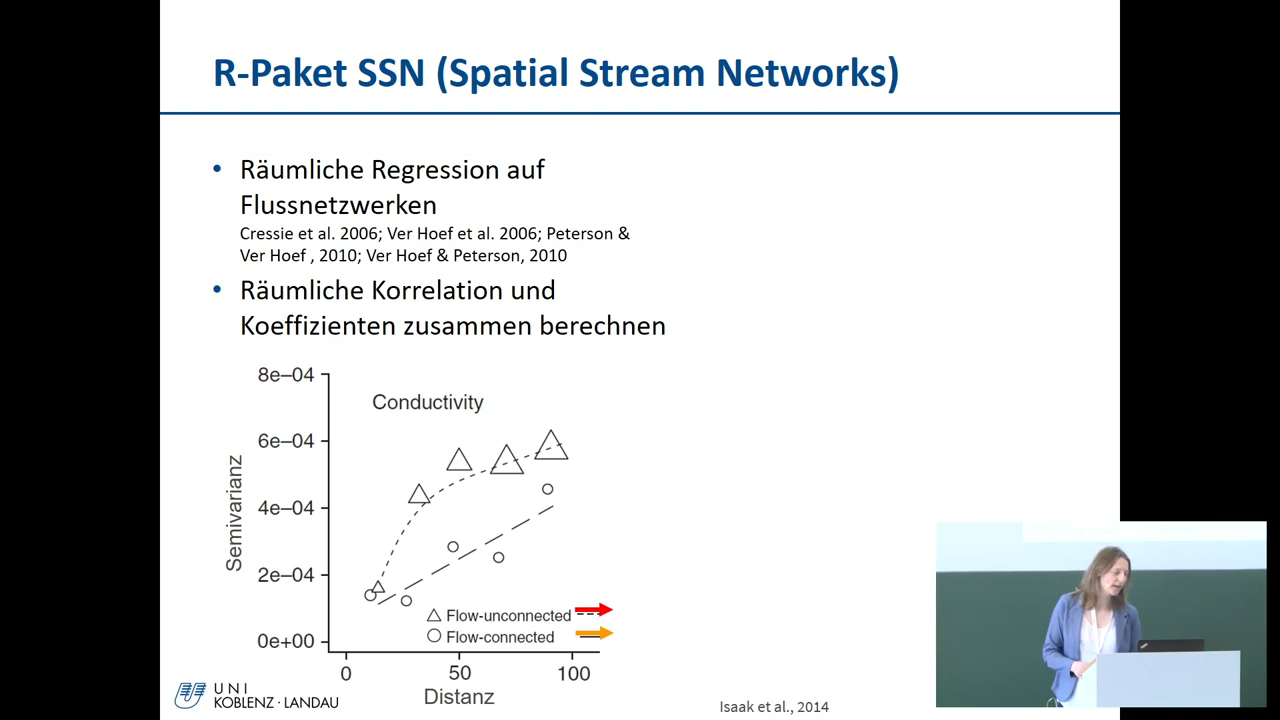 R-Paket SSN (Spatial Stream Networks)
• Räumliche Regression auf
Flussnetzwerken
Cressie et al. 2006; Ver Hoef et al. 2006; Peterson &
Ver Hoef , 2010; Ver Hoef & Peterson, 2010
• Räumliche Korrelation und
Koeffizienten zusammen berechnen
8e–04
Conductivity
6e–04
4e–04
2e–04
0e+00
Semivarianz
Flow-unconnected
Flow-connected
0 50 100
Distanz
UNI
KOBLENZ · LANDAU
Isaak et al., 2014